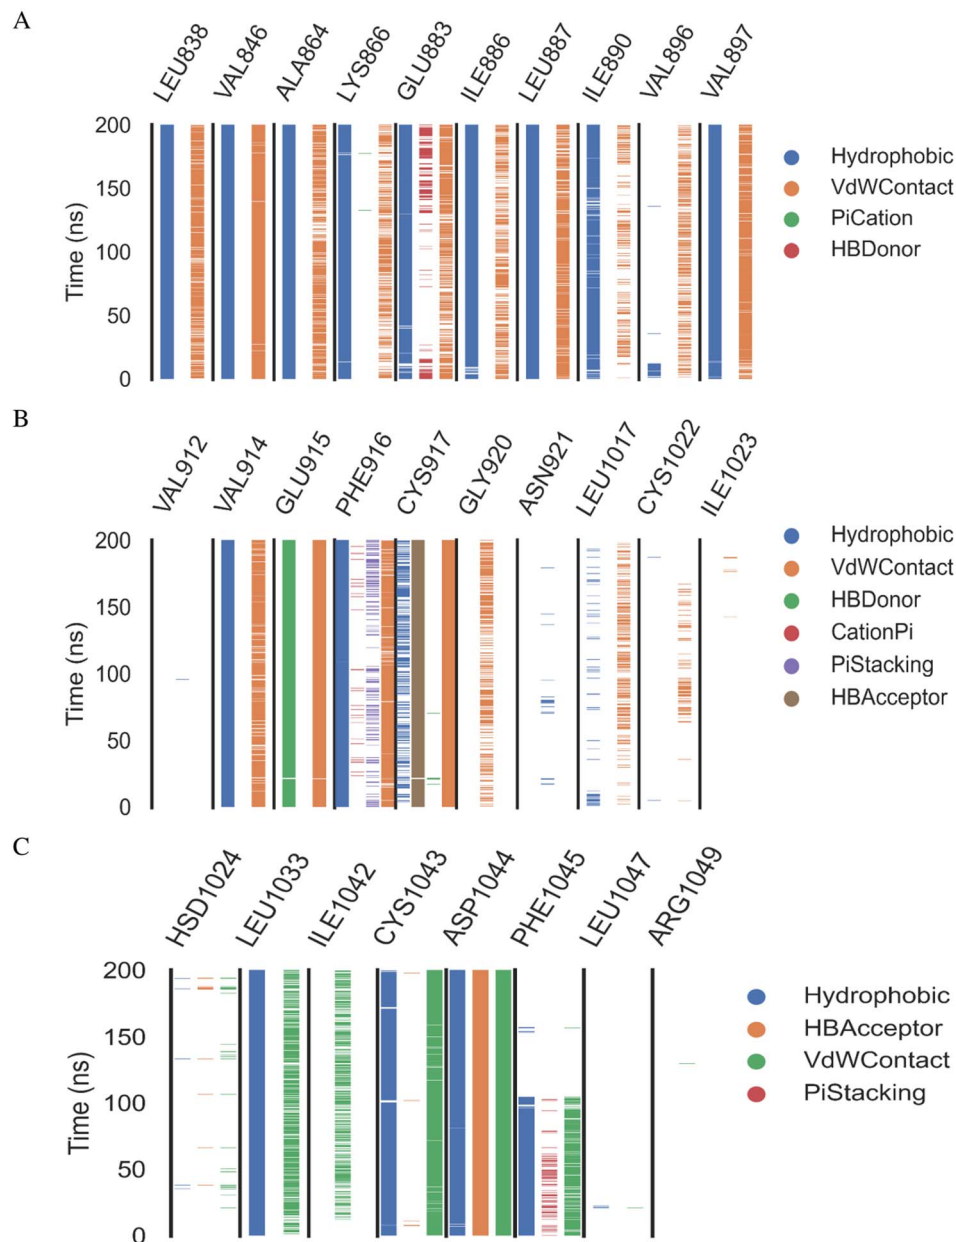 A
LEU838 VAL846 ALA864 LYS866 GLU883 ILE886 LEU887 ILE890 VAL896 VAL897
200
150
100
50
0
Time (ns)
Hydrophobic
VdWContact
PiCation
HBDonor
B
VAL912 VAL914 GLU915 PHE916 CYS917 GLY920 ASN921 LEU1017 CYS1022 ILE1023
200
150
100
50
0
Time (ns)
Hydrophobic
VdWContact
HBDonor
CationPi
PiStacking
HBAcceptor
C
HSD1024 LEU1033 ILE1042 CYS1043 ASP1044 PHE1045 LEU1047 ARG1049
200
150
100
50
0
Time (ns)
Hydrophobic
HBAcceptor
VdWContact
PiStacking